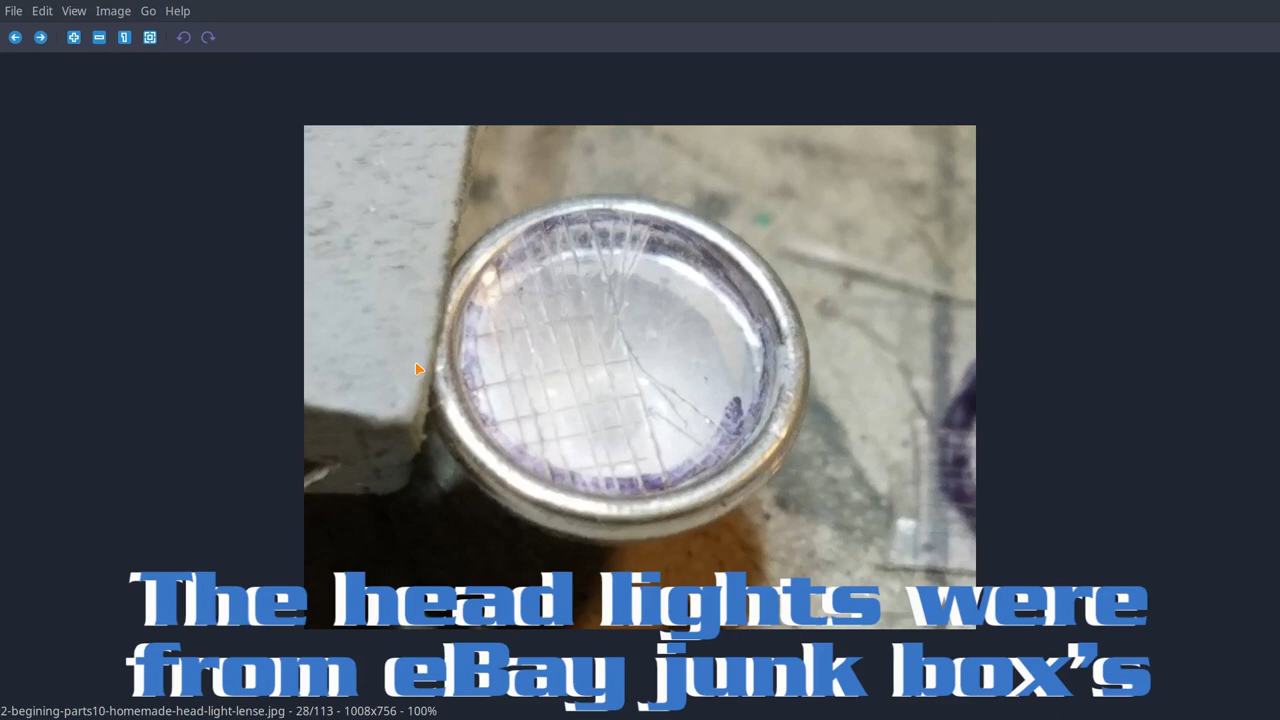 File Edit View Image Go Help
The head lights were
from eBay junk box's
2-begining-parts10-homemade-head-light-lense.jpg - 28/113 - 1008x756 - 100%